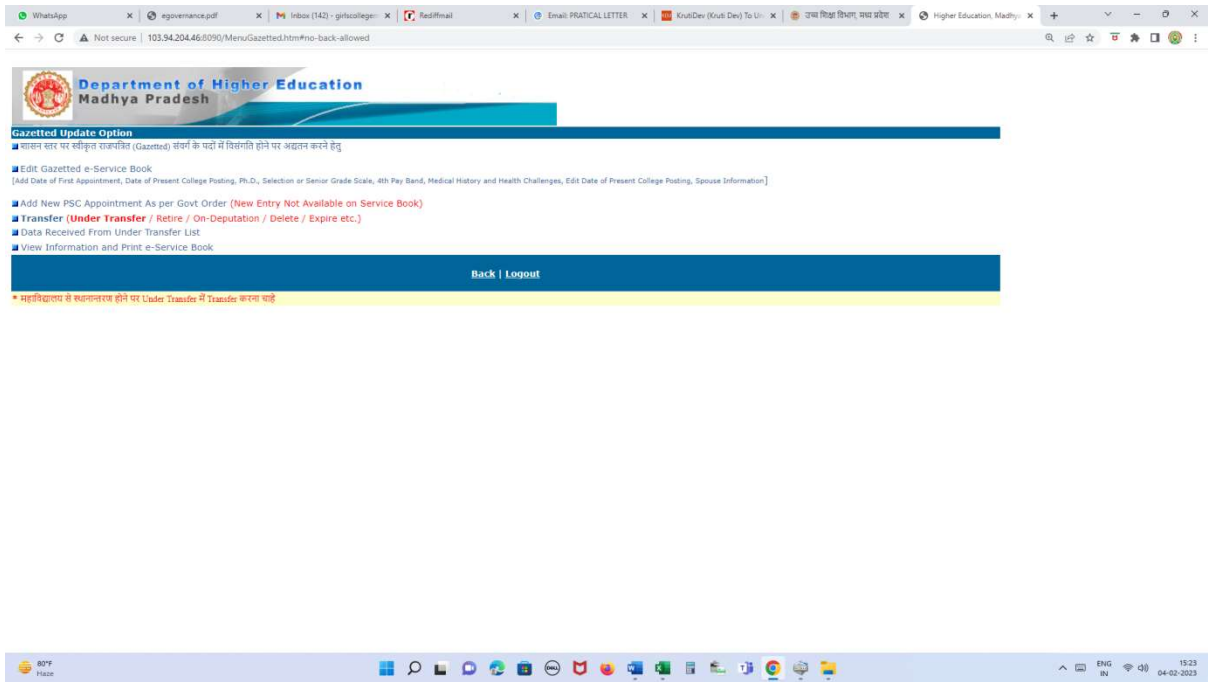 WhatsApp
egovernance.pdf
Inbox (142) - girlscollegem
Rediffmail
Email: PRATICAL LETTER
KrutiDev (Kruti Dev) To Un
उच्च शिक्षा विभाग, मध्य प्रदेश
Higher Education, Madhya
Not secure | 103.94.204.46:8090/MenuGazetted.htm#no-back-allowed
Department of Higher Education
Madhya Pradesh
Gazetted Update Option
शासन स्तर पर स्वीकृत राजपत्रित (Gazetted) संवर्ग के पदों में विसंगति होने पर अद्यतन करने हेतु
Edit Gazetted e-Service Book
[Add Date of First Appointment, Date of Present College Posting, Ph.D., Selection or Senior Grade Scale, 4th Pay Band, Medical History and Health Challenges, Edit Date of Present College Posting, Spouse Information]
Add New PSC Appointment As per Govt Order (New Entry Not Available on Service Book)
Transfer (Under Transfer / Retire / On-Deputation / Delete / Expire etc.)
Data Received From Under Transfer List
View Information and Print e-Service Book
Back | Logout
* महाविद्यालय से स्थानान्तरण होने पर Under Transfer में Transfer करना चाहे
80°F
Haze
DELL
ENG
IN
15:23
04-02-2023